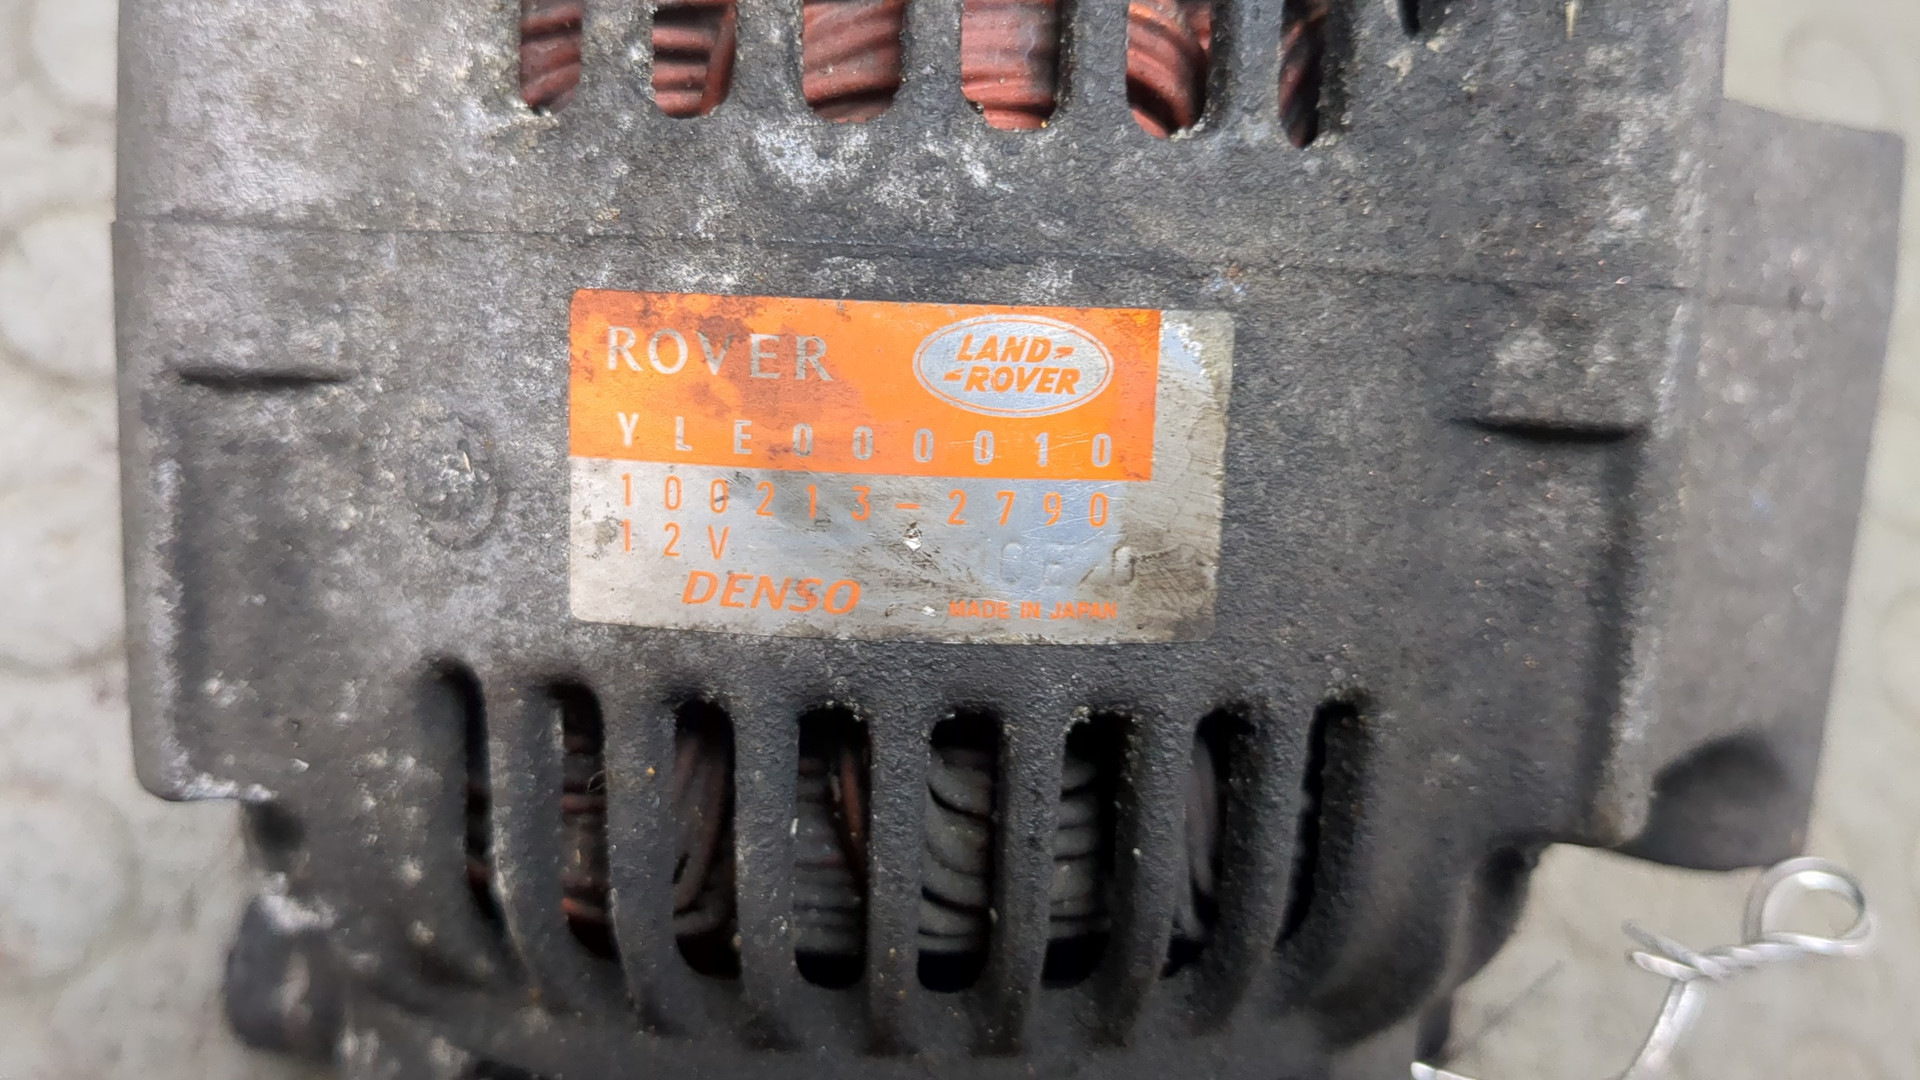 ROVER
LAND-
-ROVER
YLE000010
100213-2790
12V
DENSO
MADE IN JAPAN